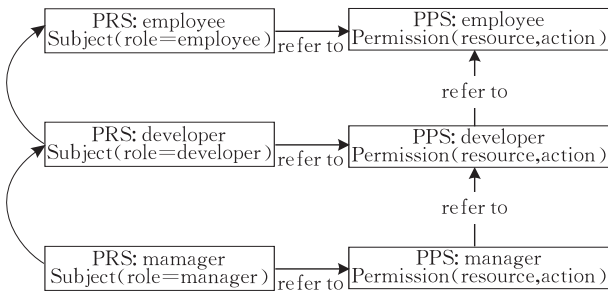 PRS: employee
Subject(role=employee)
refer to
PPS: employee
Permission(resource,action)
refer to
PRS: developer
Subject(role=developer)
refer to
PPS: developer
Permission(resource,action)
refer to
PRS: mamager
Subject(role=manager)
refer to
PPS: manager
Permission(resource,action)